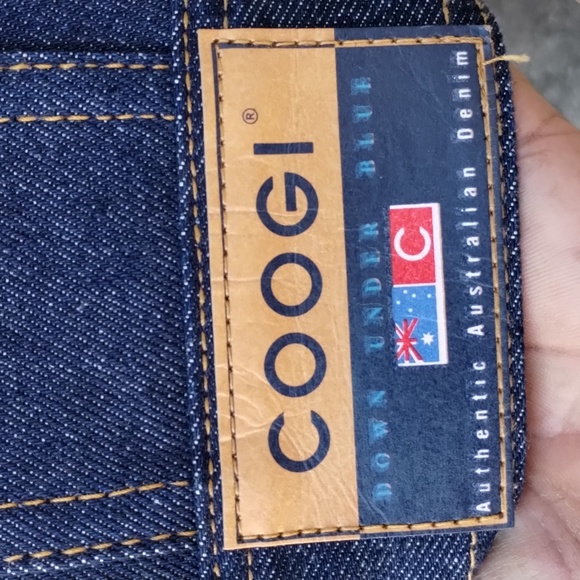 COOGI®
DOWN UNDER BLUE
C
Authentic Australian Denim